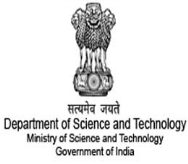 सत्यमेव जयते
Department of Science and Technology
Ministry of Science and Technology
Government of India